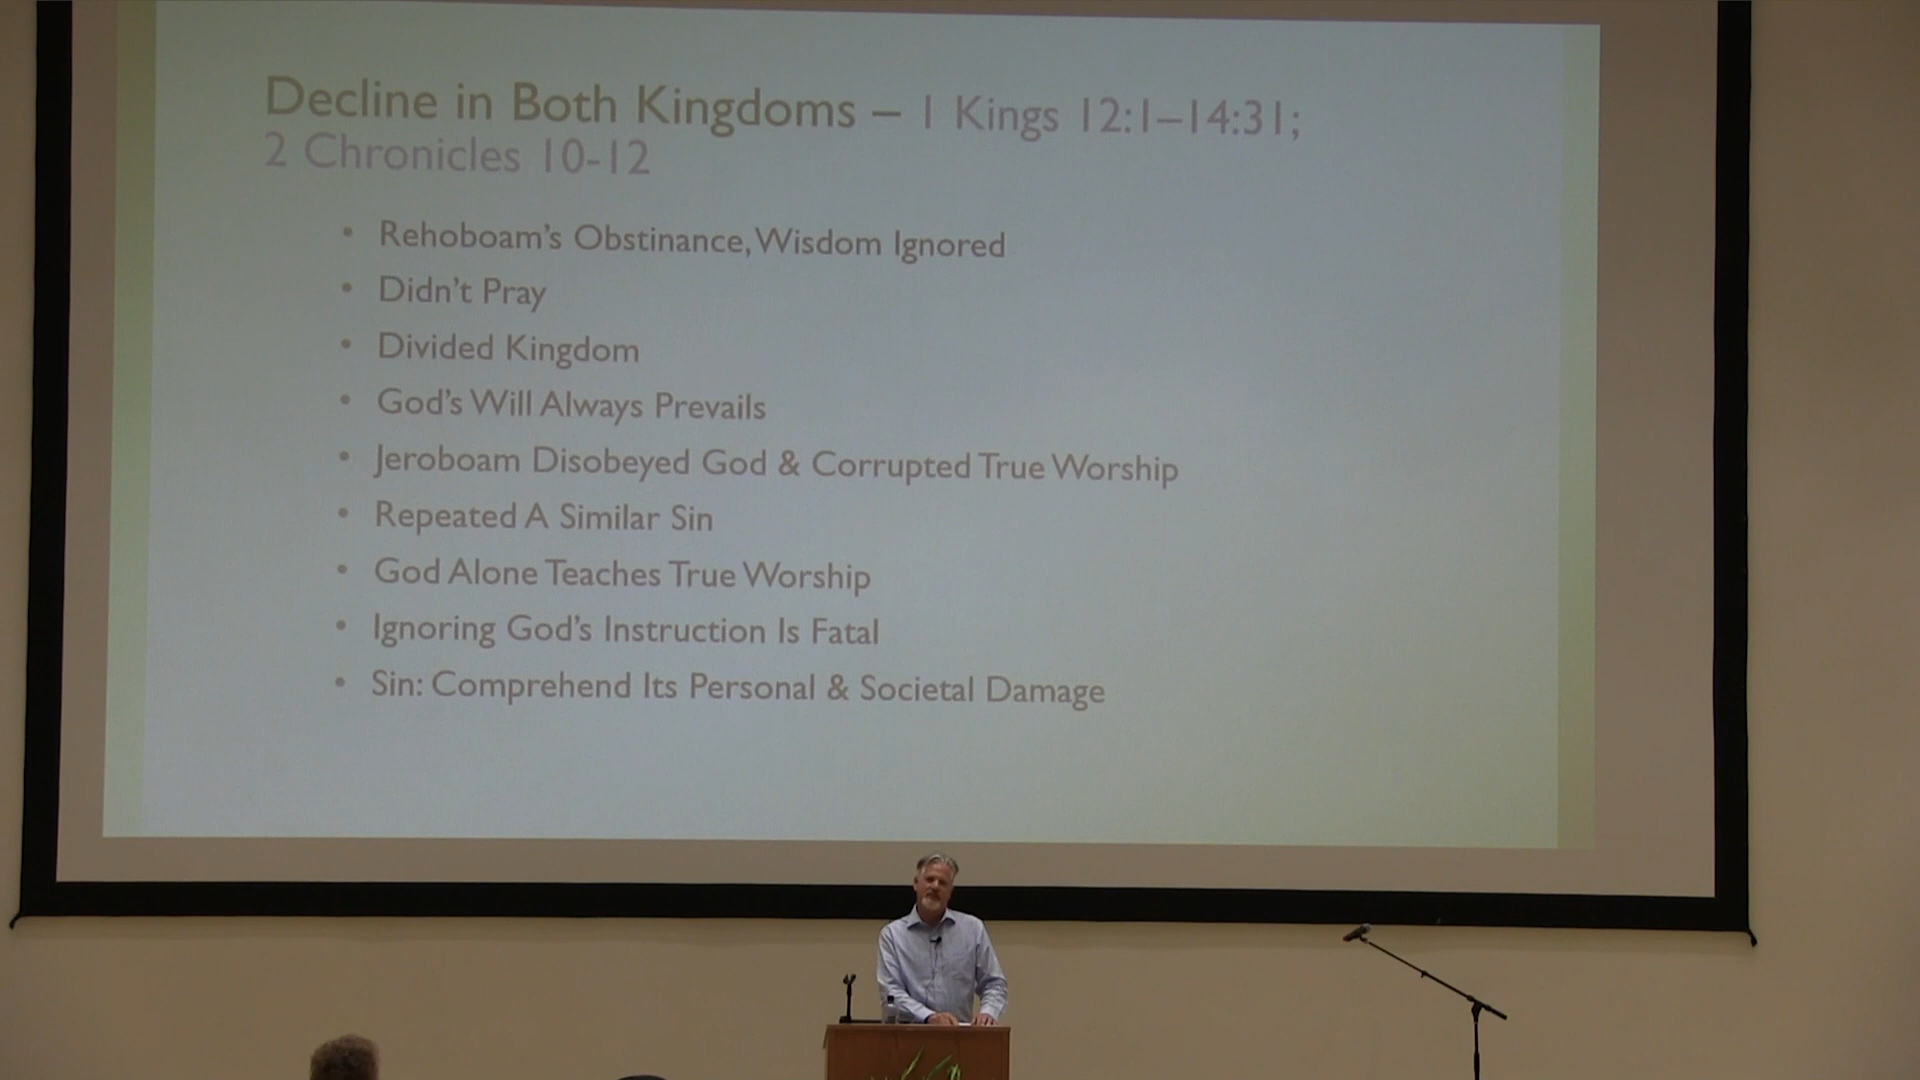 Decline in Both Kingdoms – 1 Kings 12:1–14:31;
2 Chronicles 10-12
• Rehoboam's Obstinance, Wisdom Ignored
• Didn't Pray
• Divided Kingdom
• God's Will Always Prevails
• Jeroboam Disobeyed God & Corrupted True Worship
• Repeated A Similar Sin
• God Alone Teaches True Worship
• Ignoring God's Instruction Is Fatal
• Sin: Comprehend Its Personal & Societal Damage